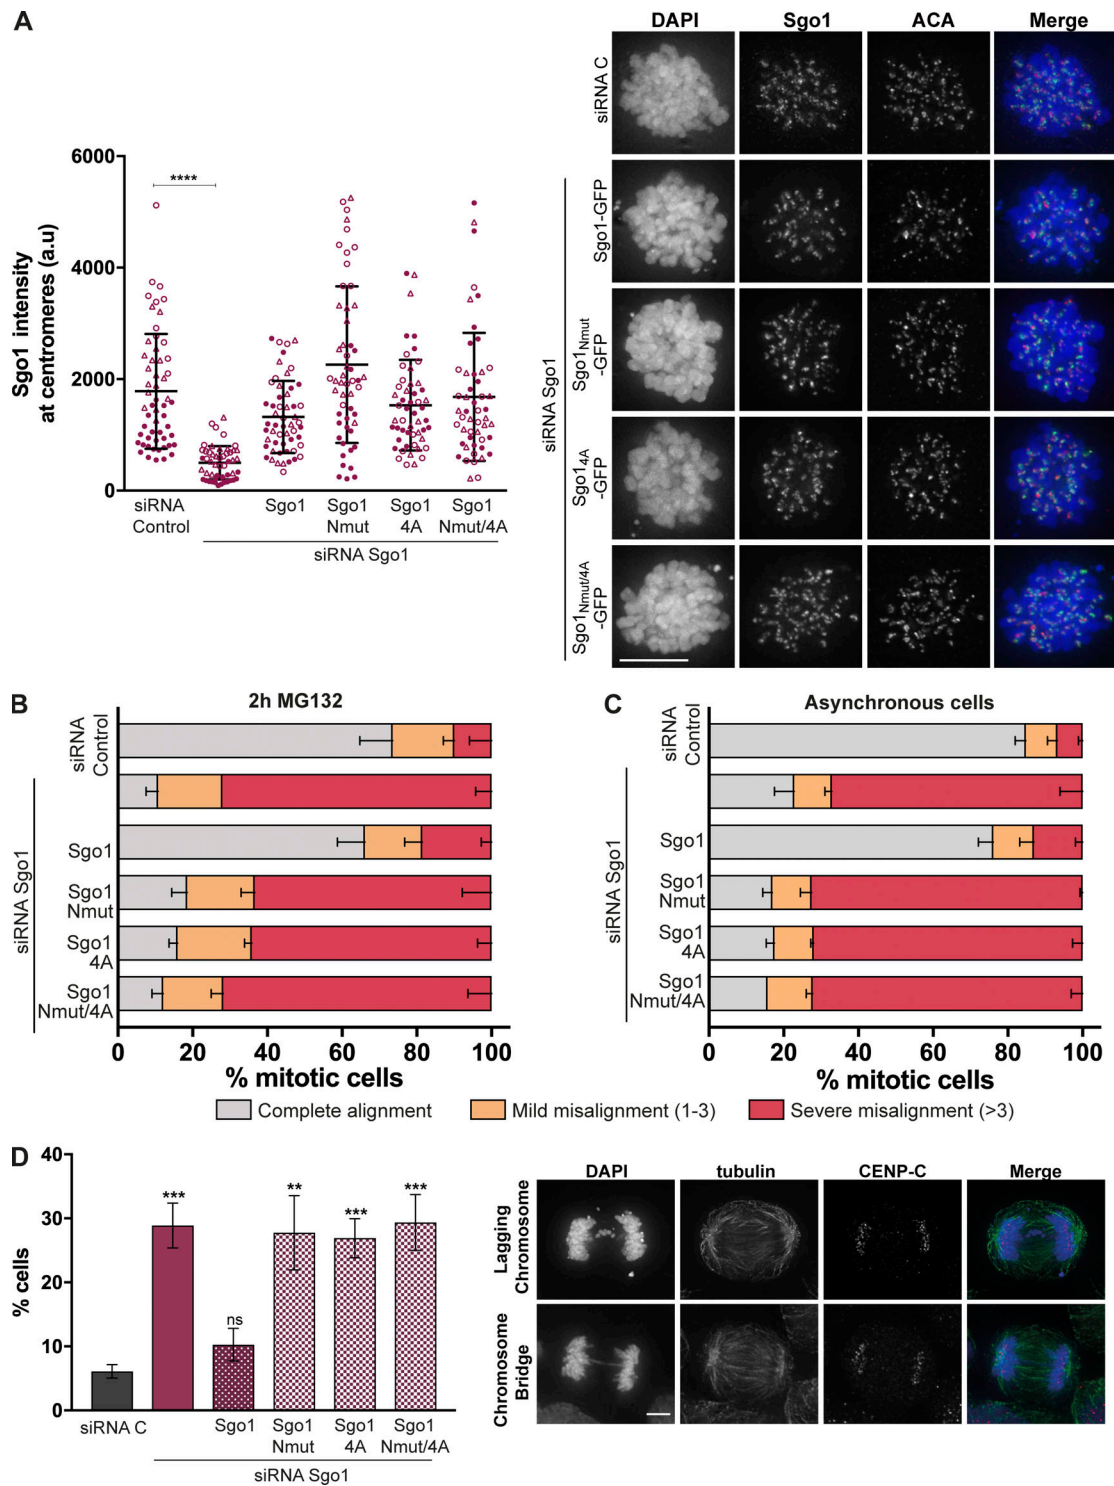 A
DAPI Sgo1 ACA Merge
siRNA C
Sgo1-GFP
Sgo1Nmut
-GFP
Sgo14A
-GFP
Sgo1Nmut/4A
-GFP
siRNA Sgo1
Sgo1 intensity
at centromeres (a.u)
6000
4000
2000
0
****
siRNA
Control
Sgo1
Sgo1
Nmut
Sgo1
4A
Sgo1
Nmut/4A
siRNA Sgo1
B
2h MG132
siRNA
Control
Sgo1
Sgo1
Nmut
Sgo1
4A
Sgo1
Nmut/4A
siRNA Sgo1
0 20 40 60 80 100
% mitotic cells
C
Asynchronous cells
siRNA
Control
Sgo1
Sgo1
Nmut
Sgo1
4A
Sgo1
Nmut/4A
siRNA Sgo1
0 20 40 60 80 100
% mitotic cells
Complete alignment Mild misalignment (1-3) Severe misalignment (>3)
D
% cells
40
30
20
10
0
*** ns ** *** ***
siRNA C
Sgo1
Sgo1
Nmut
Sgo1
4A
Sgo1
Nmut/4A
siRNA Sgo1
DAPI tubulin CENP-C Merge
Lagging
Chromosome
Chromosome
Bridge